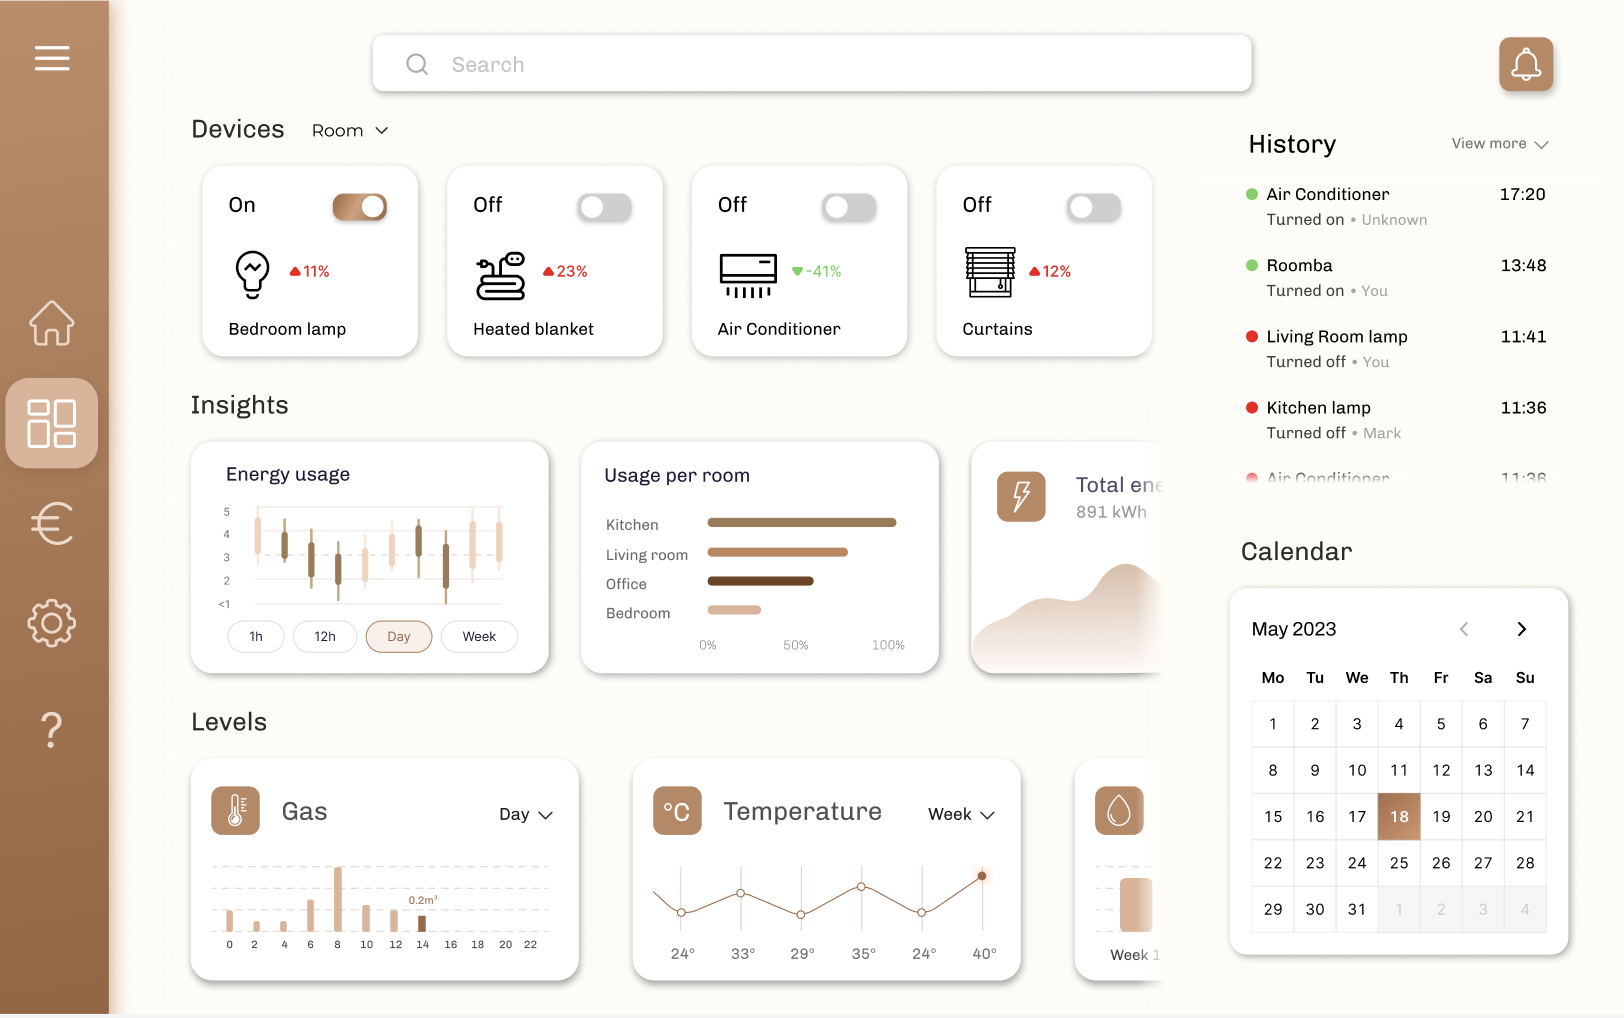 Search
Devices
Room
On
11%
Bedroom lamp
Off
23%
Heated blanket
Off
-41%
Air Conditioner
Off
12%
Curtains
Insights
Energy usage
5
4
3
2
<1
1h
12h
Day
Week
Usage per room
Kitchen
Living room
Office
Bedroom
0%
50%
100%
Total ene
891 kWh
Levels
Gas
Day
0.2m³
0 2 4 6 8 10 12 14 16 18 20 22
°C
Temperature
Week
24° 33° 29° 35° 24° 40°
Week 1
History
View more
Air Conditioner 17:20
Turned on • Unknown
Roomba 13:48
Turned on • You
Living Room lamp 11:41
Turned off • You
Kitchen lamp 11:36
Turned off • Mark
Air Conditioner 11:36
Calendar
May 2023
Mo Tu We Th Fr Sa Su
1 2 3 4 5 6 7
8 9 10 11 12 13 14
15 16 17 18 19 20 21
22 23 24 25 26 27 28
29 30 31 1 2 3 4
€
?